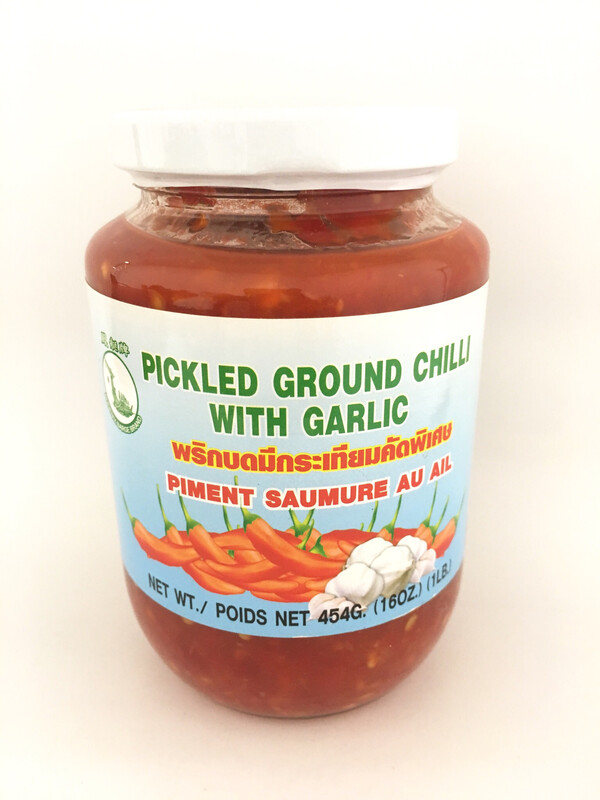 PICKLED GROUND CHILLI
WITH GARLIC
พริกบดมีกระเทียมคัดพิเศษ
PIMENT SAUMURE AU AIL
NET WT./ POIDS NET 454G. (16OZ.) (1LB.)